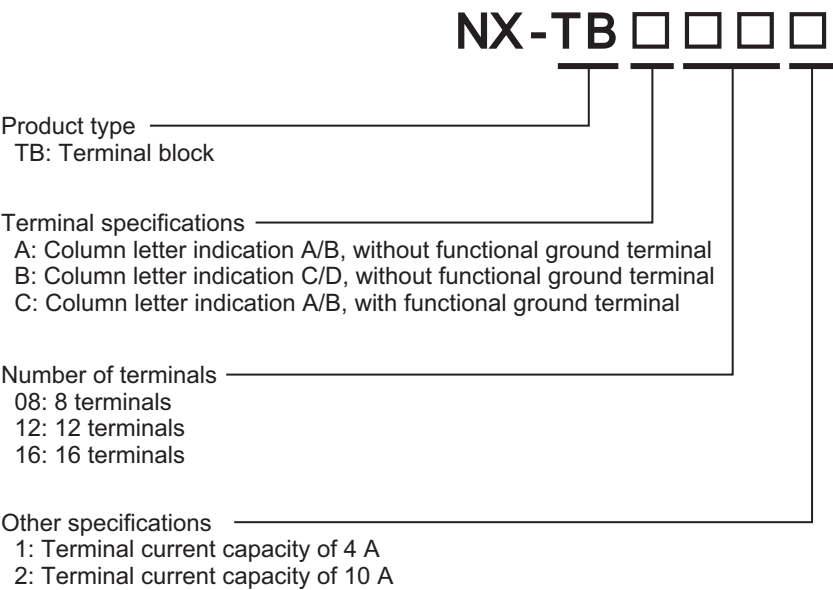 NX-TB□□□□
Product type
TB: Terminal block
Terminal specifications
A: Column letter indication A/B, without functional ground terminal
B: Column letter indication C/D, without functional ground terminal
C: Column letter indication A/B, with functional ground terminal
Number of terminals
08: 8 terminals
12: 12 terminals
16: 16 terminals
Other specifications
1: Terminal current capacity of 4 A
2: Terminal current capacity of 10 A